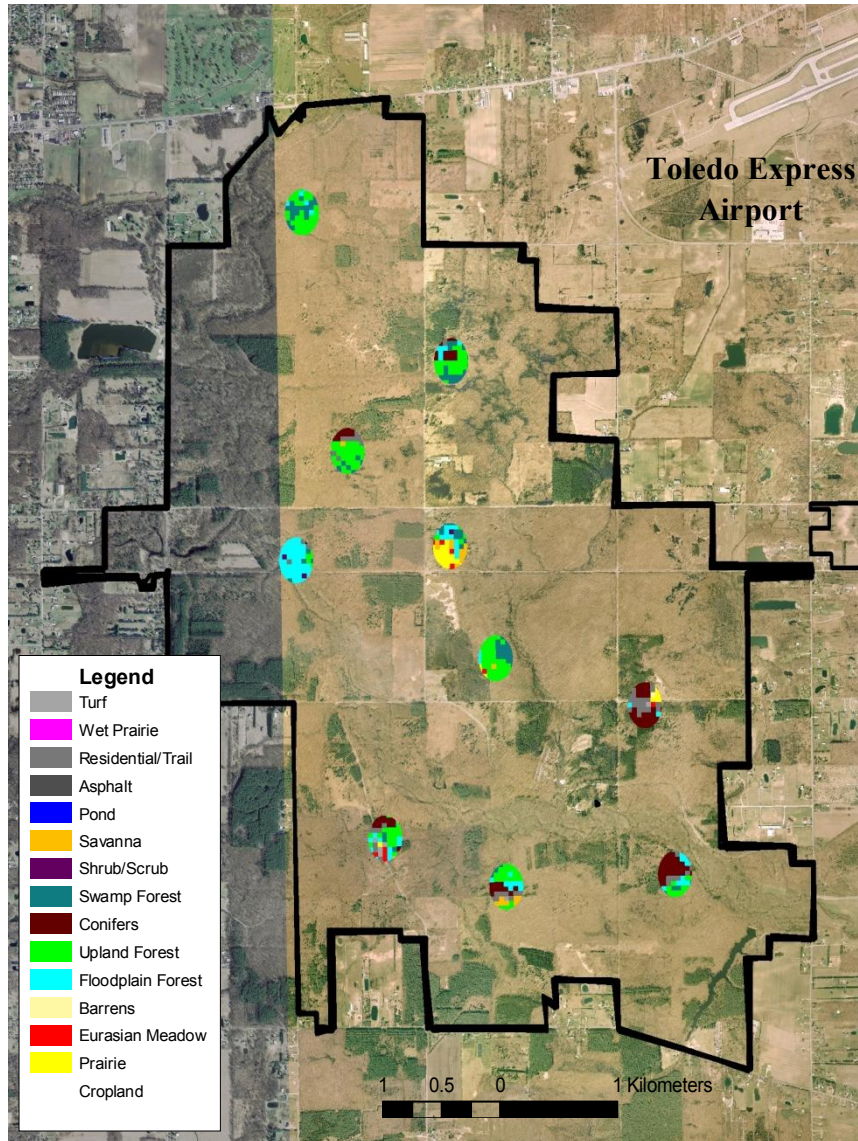 Toledo Express
Airport
Legend
Turf
Wet Prairie
Residential/Trail
Asphalt
Pond
Savanna
Shrub/Scrub
Swamp Forest
Conifers
Upland Forest
Floodplain Forest
Barrens
Eurasian Meadow
Prairie
Cropland
1 0.5 0 1 Kilometers